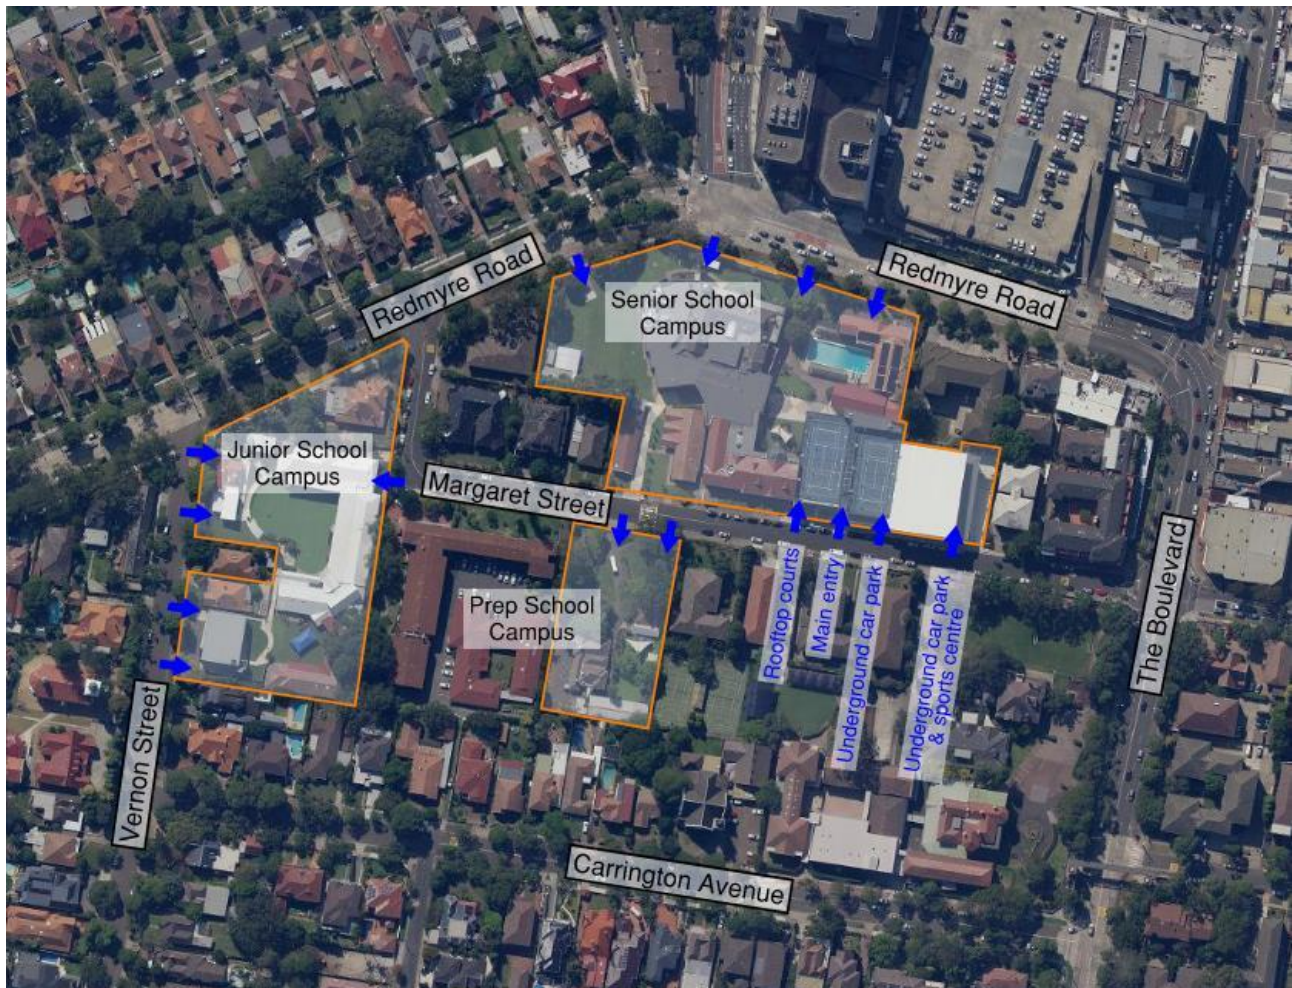 Redmyre Road
Redmyre Road
Senior School
Campus
Junior School
Campus
Margaret Street
Prep School
Campus
Rooftop courts
Main entry
Underground car park
Underground car park
& sports centre
The Boulevard
Vernon Street
Carrington Avenue